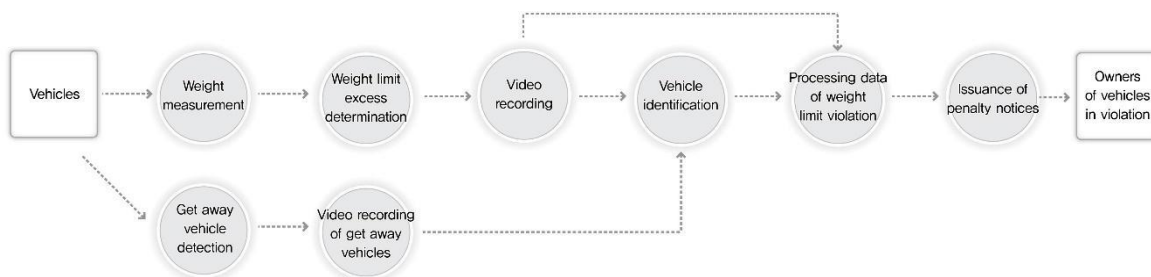 Vehicles
Weight
measurement
Weight limit
excess
determination
Video
recording
Vehicle
identification
Processing data
of weight
limit violation
Issuance of
penalty notices
Owners
of vehicles
in violation
Get away
vehicle
detection
Video recording
of get away
vehicles